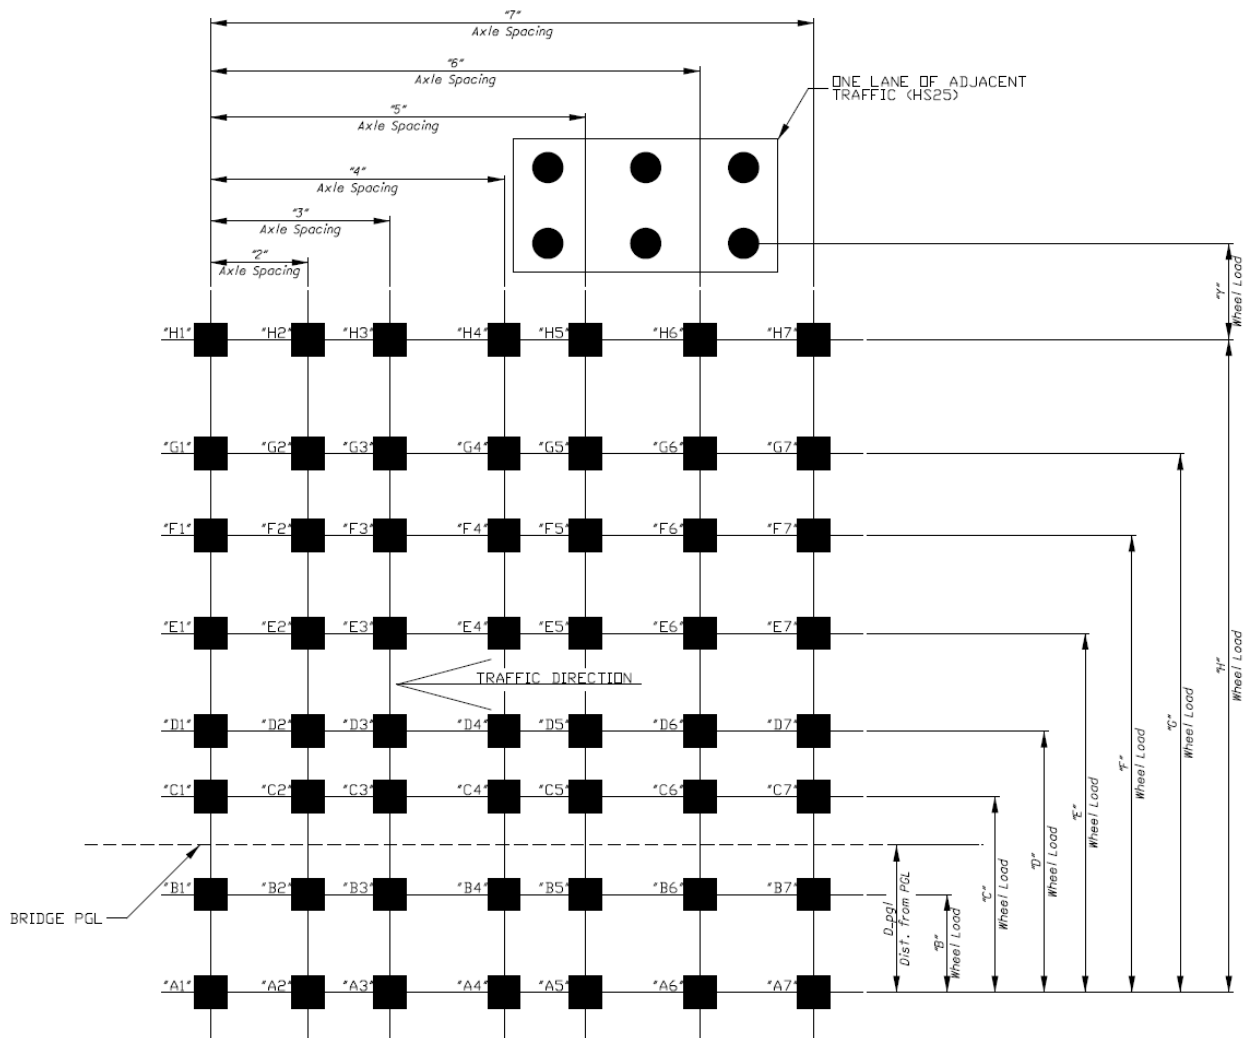 "7"
Axle Spacing
"6"
Axle Spacing
ONE LANE OF ADJACENT
TRAFFIC (HS25)
"5"
Axle Spacing
"4"
Axle Spacing
"3"
Axle Spacing
"2"
Axle Spacing
"Y"
Wheel Load
"H1" "H2" "H3" "H4" "H5" "H6" "H7"
"G1" "G2" "G3" "G4" "G5" "G6" "G7"
"F1" "F2" "F3" "F4" "F5" "F6" "F7"
"E1" "E2" "E3" "E4" "E5" "E6" "E7"
TRAFFIC DIRECTION
"D1" "D2" "D3" "D4" "D5" "D6" "D7"
"C1" "C2" "C3" "C4" "C5" "C6" "C7"
"B1" "B2" "B3" "B4" "B5" "B6" "B7"
BRIDGE PGL
"A1" "A2" "A3" "A4" "A5" "A6" "A7"
D_pgl
Dist. from PGL
"B"
Wheel Load
"C"
Wheel Load
"D"
Wheel Load
"E"
Wheel Load
"F"
Wheel Load
"G"
Wheel Load
"H"
Wheel Load